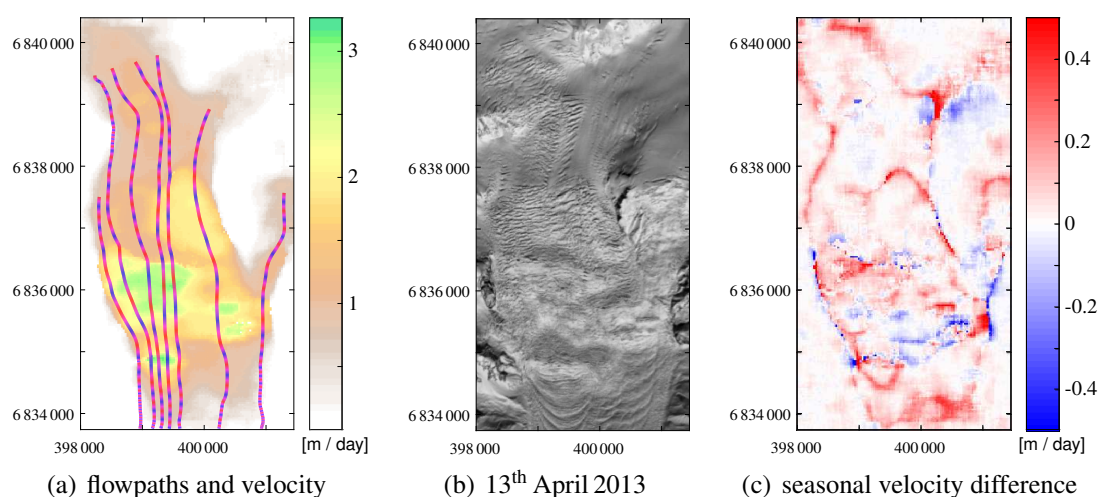 6 840 000
6 838 000
6 836 000
6 834 000
398 000
400 000
3
2
1
[m / day]
(a) flowpaths and velocity
6 840 000
6 838 000
6 836 000
6 834 000
398 000
400 000
(b) 13th April 2013
6 840 000
6 838 000
6 836 000
6 834 000
398 000
400 000
0.4
0.2
0
-0.2
-0.4
[m / day]
(c) seasonal velocity difference